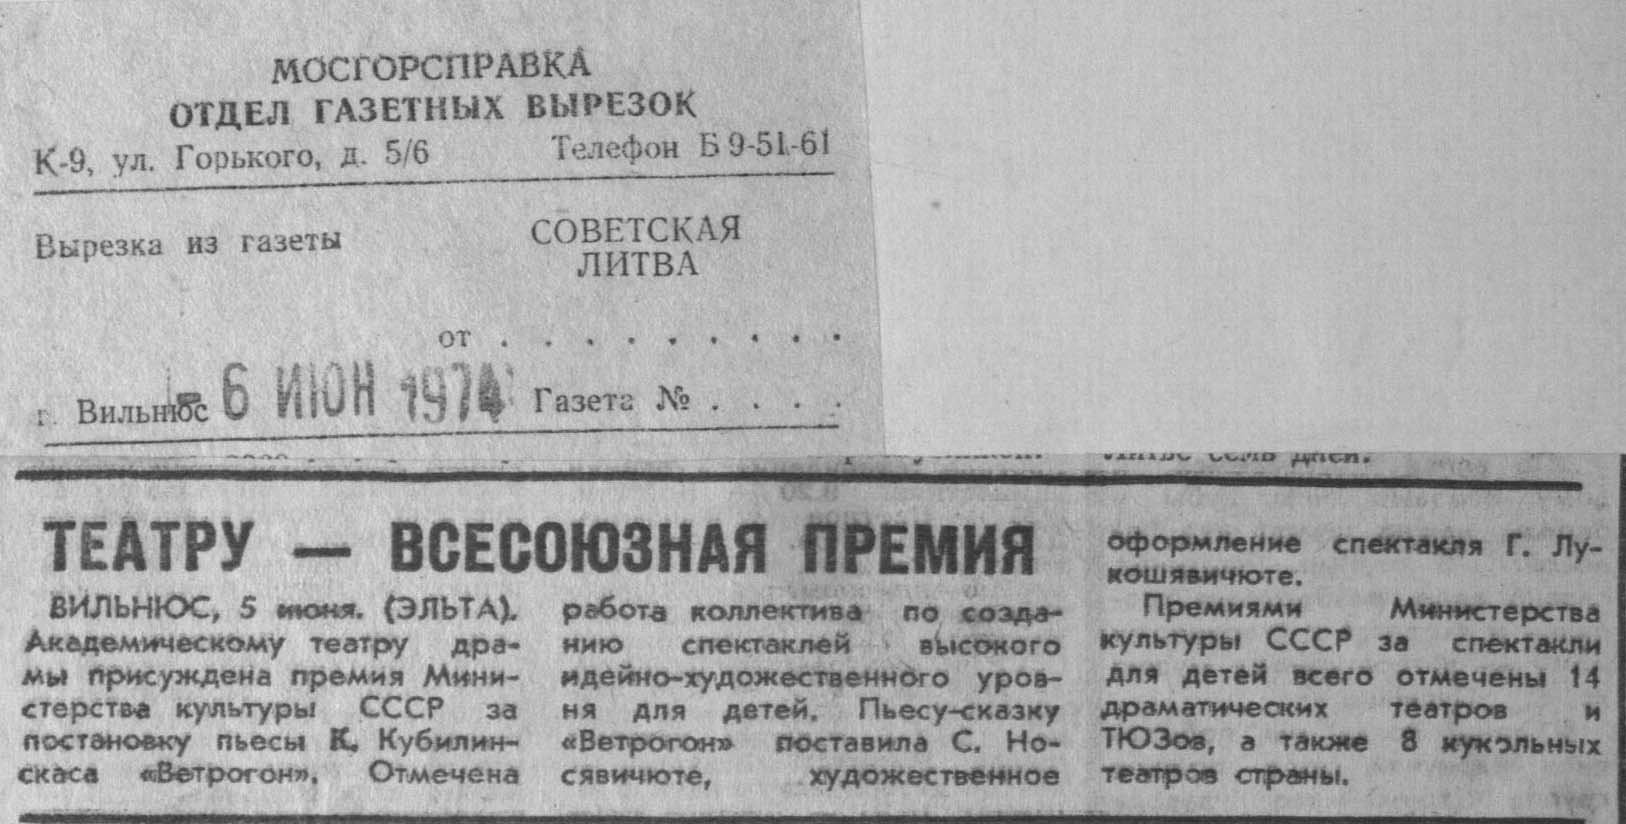 МОСГОРСПРАВКА
ОТДЕЛ ГАЗЕТНЫХ ВЫРЕЗОК
К-9, ул. Горького, д. 5/6 Телефон Б 9-51-61
Вырезка из газеты СОВЕТСКАЯ
ЛИТВА
от . . . . . . . . .
г. Вильнюс - 6 ИЮН 1974 Газета № . . . .
Литве семь дней.
ТЕАТРУ — ВСЕСОЮЗНАЯ ПРЕМИЯ
ВИЛЬНЮС, 5 июня. (ЭЛЬТА).
Академическому театру дра-
мы присуждена премия Мини-
стерства культуры СССР за
постановку пьесы К. Кубилин-
скаса «Ветрогон». Отмечена
работа коллектива по созда-
нию спектаклей высокого
идейно-художественного уров-
ня для детей. Пьесу-сказку
«Ветрогон» поставила С. Но-
сявичюте, художественное
оформление спектакля Г. Лу-
кошявичюте.
Премиями Министерства
культуры СССР за спектакли
для детей всего отмечены 14
драматических театров и
ТЮЗов, а также 8 кукольных
театров страны.